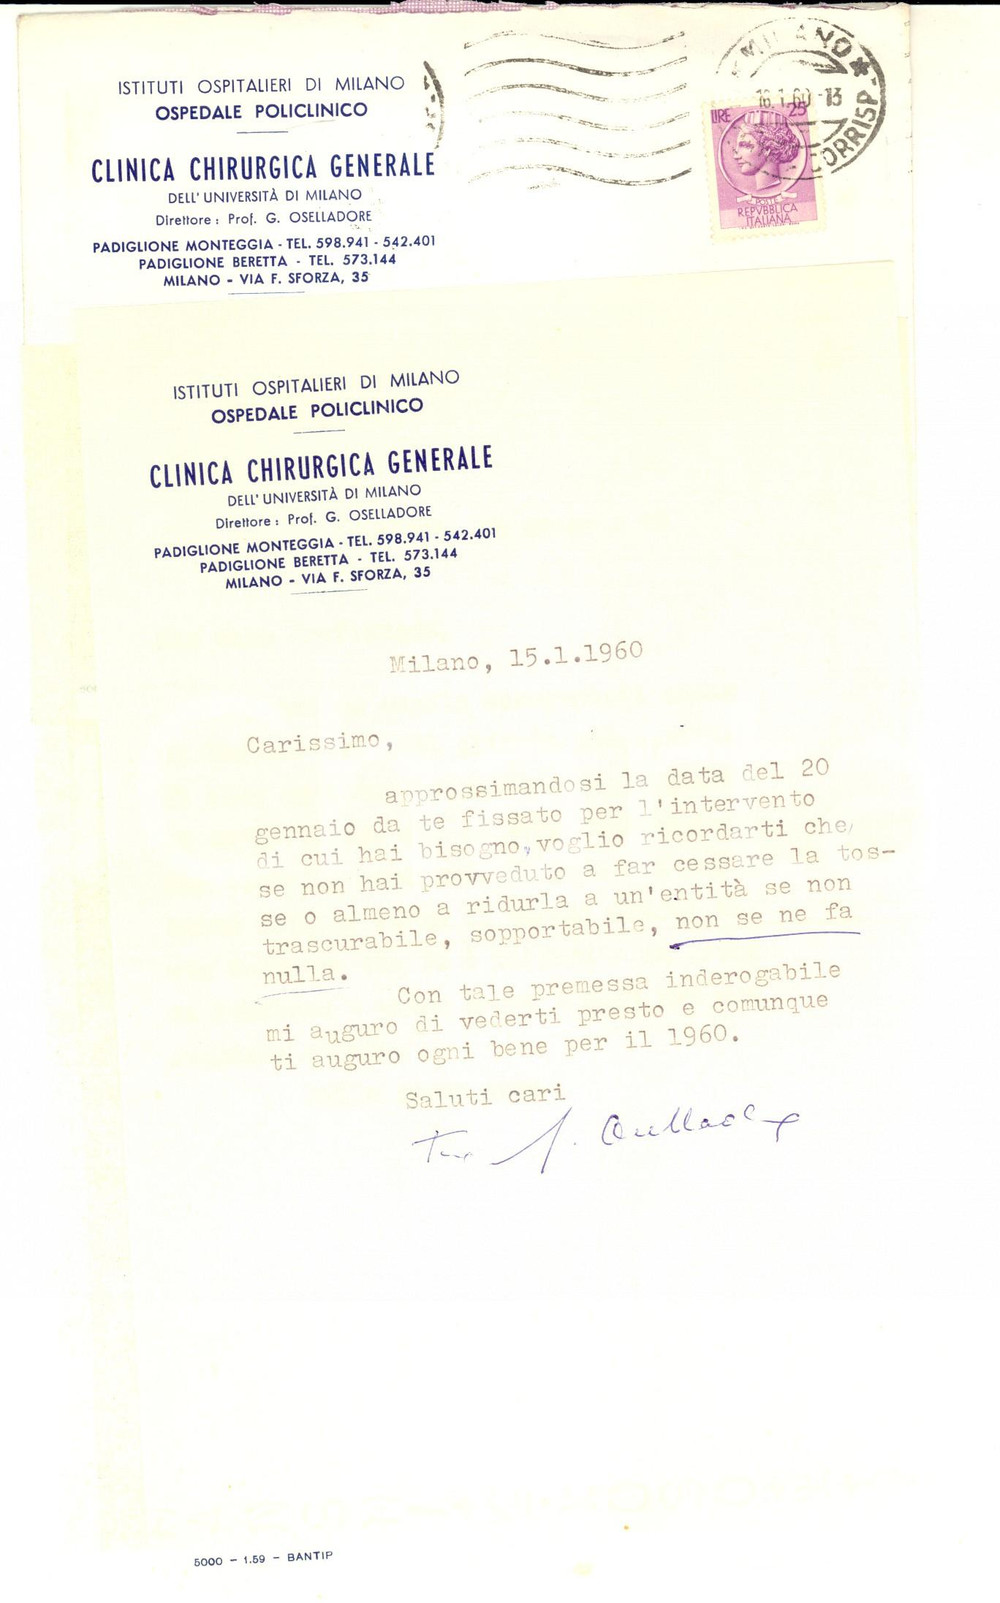 ISTITUTI OSPITALIERI DI MILANO
OSPEDALE POLICLINICO
CLINICA CHIRURGICA GENERALE
DELL'UNIVERSITÀ DI MILANO
Direttore : Prof. G. OSELLADORE
PADIGLIONE MONTEGGIA - TEL. 598.941 - 542.401
PADIGLIONE BERETTA - TEL. 573.144
MILANO - VIA F. SFORZA, 35
*MILANO*
16.1.60-13
CORRISP.
LIRE 25
POSTE
REPVBBLICA
ITALIANA
ISTITUTI OSPITALIERI DI MILANO
OSPEDALE POLICLINICO
CLINICA CHIRURGICA GENERALE
DELL'UNIVERSITÀ DI MILANO
Direttore : Prof. G. OSELLADORE
PADIGLIONE MONTEGGIA - TEL. 598.941 - 542.401
PADIGLIONE BERETTA - TEL. 573.144
MILANO - VIA F. SFORZA, 35
Milano, 15.1.1960
Carissimo,
approssimandosi la data del 20
gennaio da te fissato per l'intervento
di cui hai bisogno, voglio ricordarti che,
se non hai provveduto a far cessare la tos-
se o almeno a ridurla a un'entità se non
trascurabile, sopportabile, non se ne fa
nulla.
Con tale premessa inderogabile
mi auguro di vederti presto e comunque
ti auguro ogni bene per il 1960.
Saluti cari
5000 - 1.59 - BANTIP